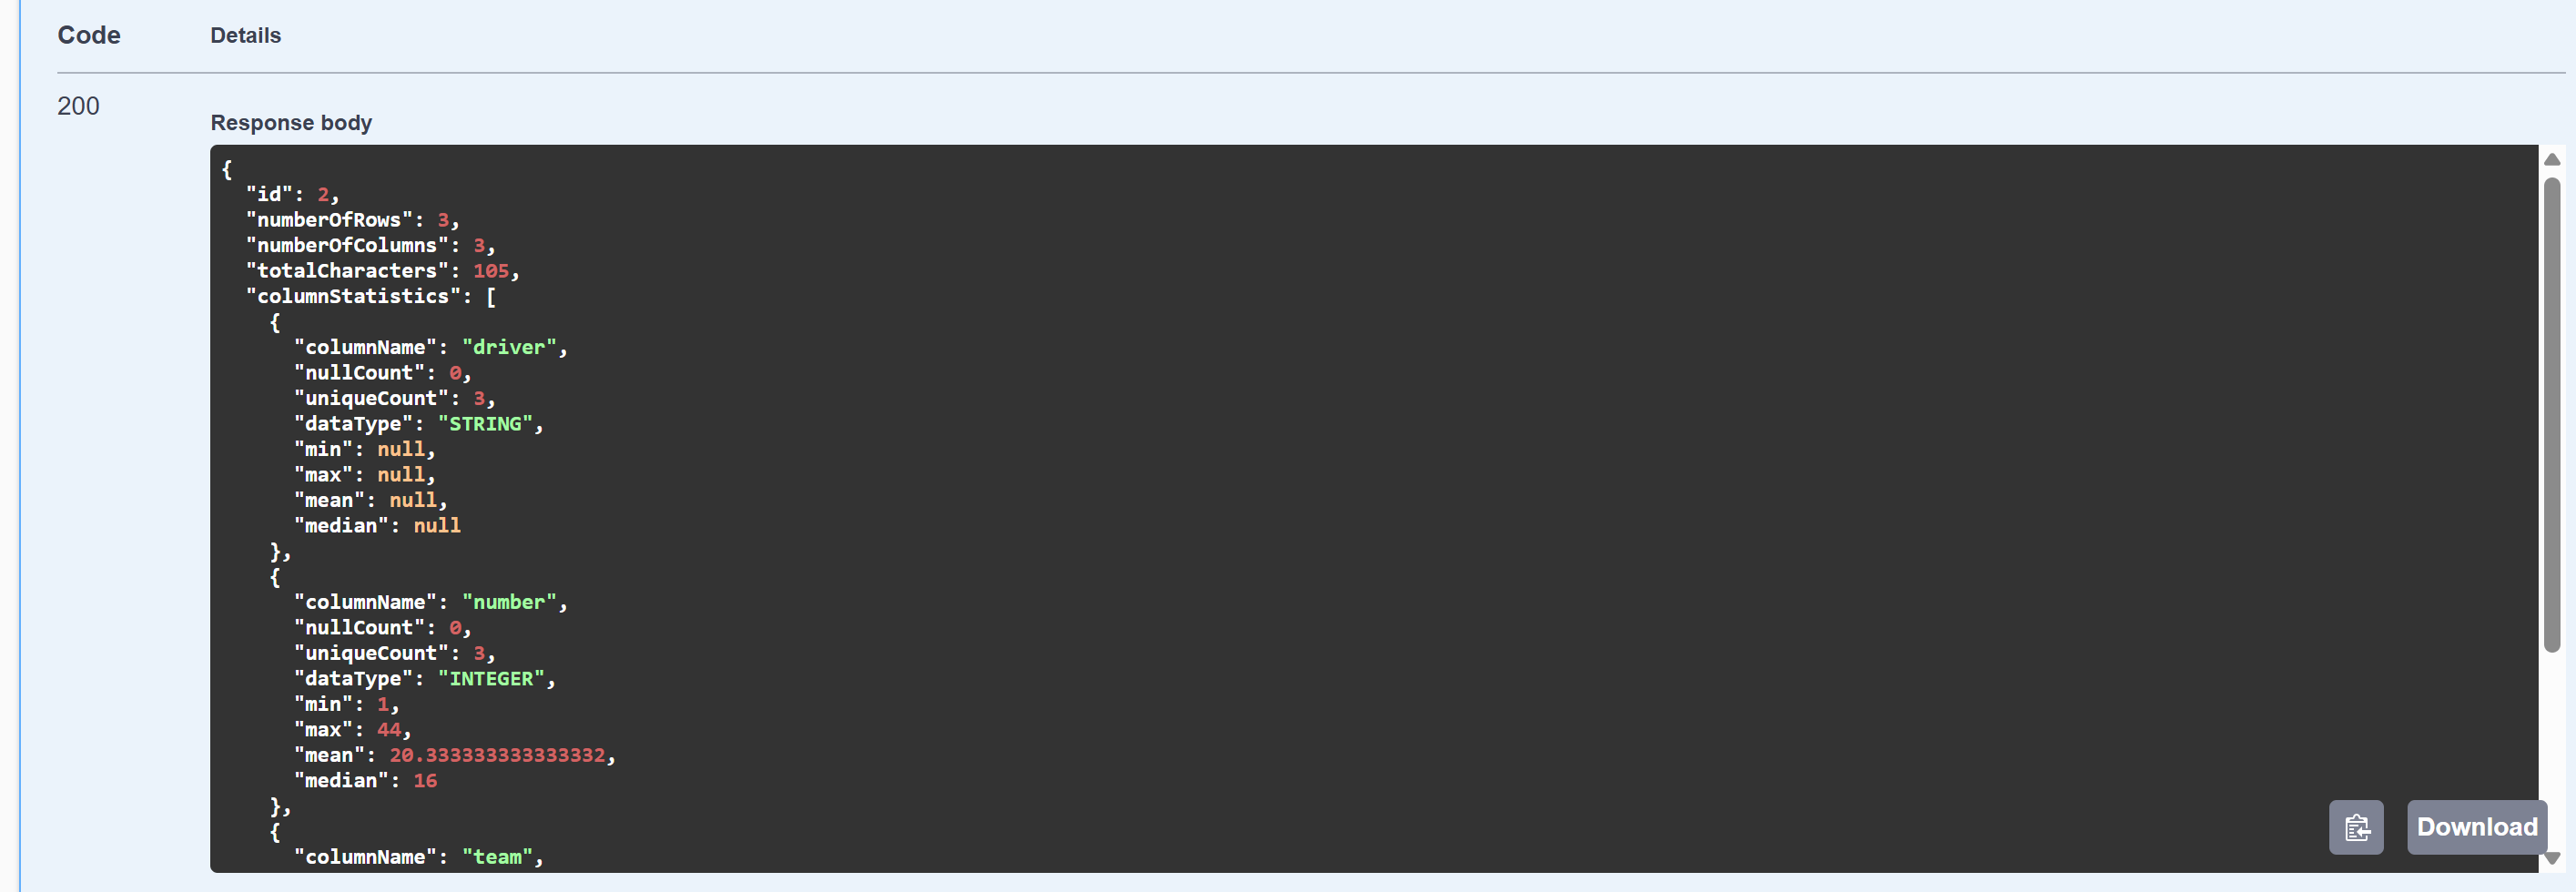 Code Details
200
Response body
{
  "id": 2,
  "numberOfRows": 3,
  "numberOfColumns": 3,
  "totalCharacters": 105,
  "columnStatistics": [
    {
      "columnName": "driver",
      "nullCount": 0,
      "uniqueCount": 3,
      "dataType": "STRING",
      "min": null,
      "max": null,
      "mean": null,
      "median": null
    },
    {
      "columnName": "number",
      "nullCount": 0,
      "uniqueCount": 3,
      "dataType": "INTEGER",
      "min": 1,
      "max": 44,
      "mean": 20.333333333333332,
      "median": 16
    },
    {
      "columnName": "team",
Download